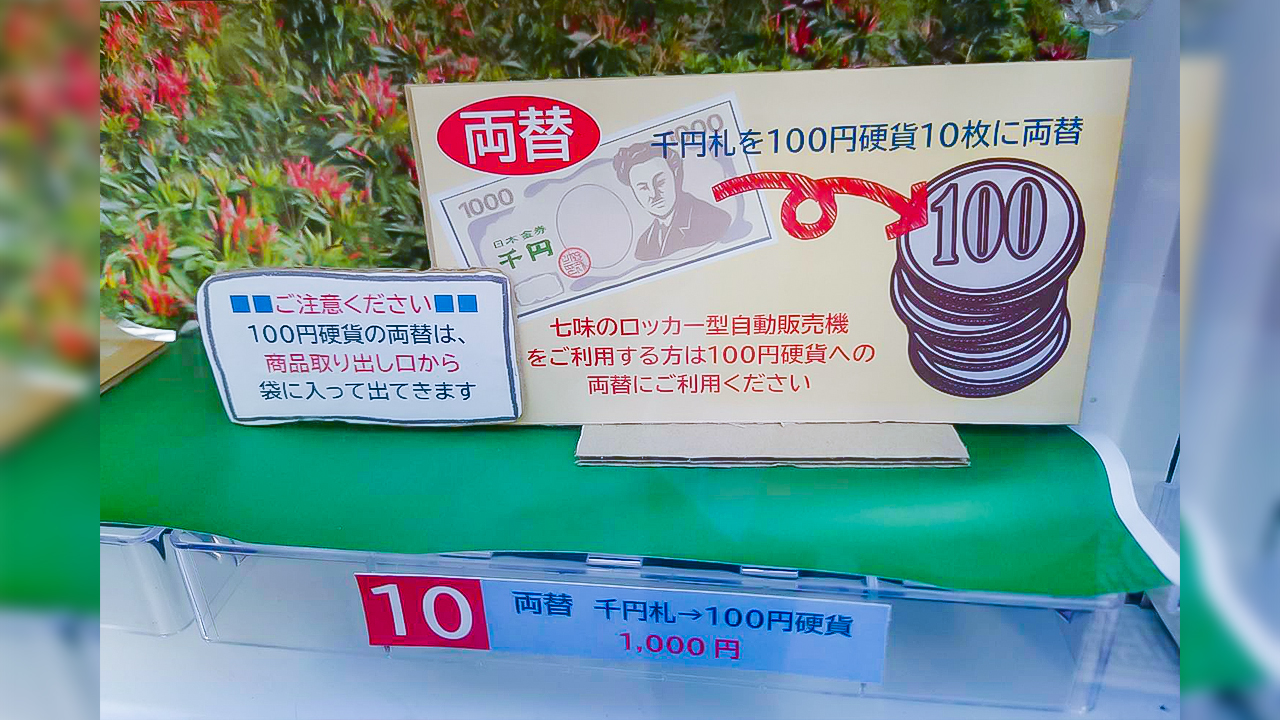 両替
千円札を100円硬貨10枚に両替
1000
1000
日本金券
千円
100
■■ご注意ください■■
100円硬貨の両替は、
商品取り出し口から
袋に入って出てきます
七味のロッカー型自動販売機
をご利用する方は100円硬貨への
両替にご利用ください
10
両替 千円札→100円硬貨
1,000円